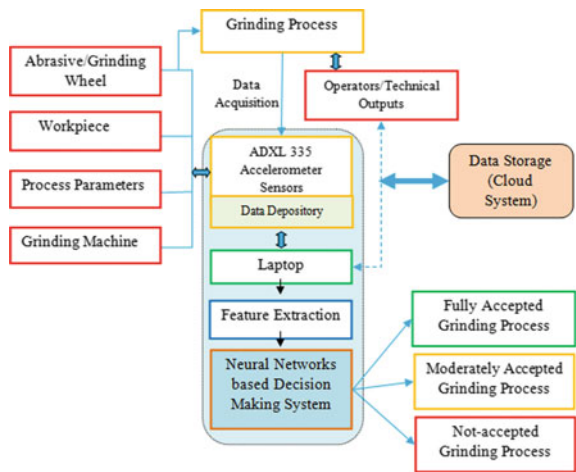 Grinding Process
Abrasive/Grinding
Wheel
Data
Acquisition
Operators/Technical
Outputs
Workpiece
ADXL 335
Accelerometer
Sensors
Data Storage
(Cloud
System)
Process Parameters
Data Depository
Grinding Machine
Laptop
Feature Extraction
Fully Accepted
Grinding Process
Neural Networks
based Decision
Making System
Moderately Accepted
Grinding Process
Not-accepted
Grinding Process